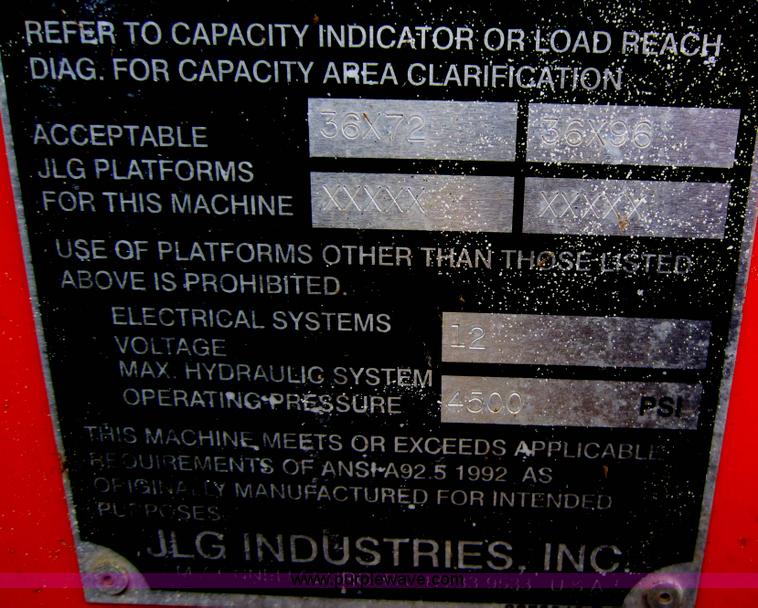 REFER TO CAPACITY INDICATOR OR LOAD REACH
DIAG. FOR CAPACITY AREA CLARIFICATION
ACCEPTABLE 36X72 36X96
JLG PLATFORMS
FOR THIS MACHINE XXXXX XXXXX
USE OF PLATFORMS OTHER THAN THOSE LISTED
ABOVE IS PROHIBITED.
ELECTRICAL SYSTEMS
VOLTAGE 12
MAX. HYDRAULIC SYSTEM
OPERATING PRESSURE 4500 PSI
THIS MACHINE MEETS OR EXCEEDS APPLICABLE
REQUIREMENTS OF ANSI-A92.5 1992 AS
ORIGINALLY MANUFACTURED FOR INTENDED
PURPOSES.
JLG INDUSTRIES, INC.
www.purplewave.com